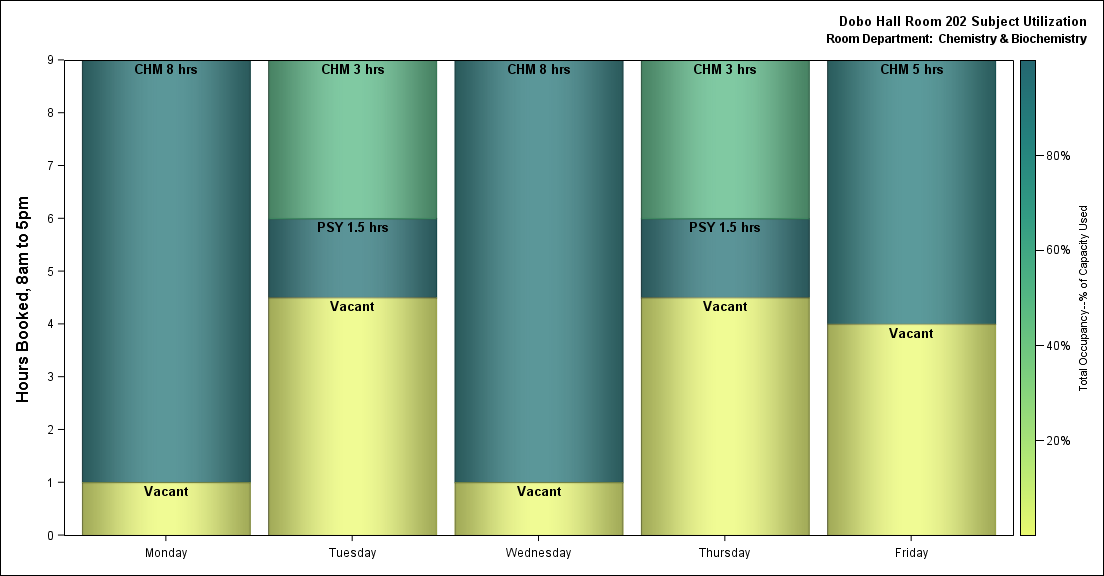 Dobo Hall Room 202 Subject Utilization
Room Department: Chemistry & Biochemistry
Hours Booked, 8am to 5pm
9
8
7
6
5
4
3
2
1
0
CHM 8 hrs
Vacant
CHM 3 hrs
PSY 1.5 hrs
Vacant
CHM 8 hrs
Vacant
CHM 3 hrs
PSY 1.5 hrs
Vacant
CHM 5 hrs
Vacant
Monday
Tuesday
Wednesday
Thursday
Friday
80%
60%
40%
20%
Total Occupancy--% of Capacity Used